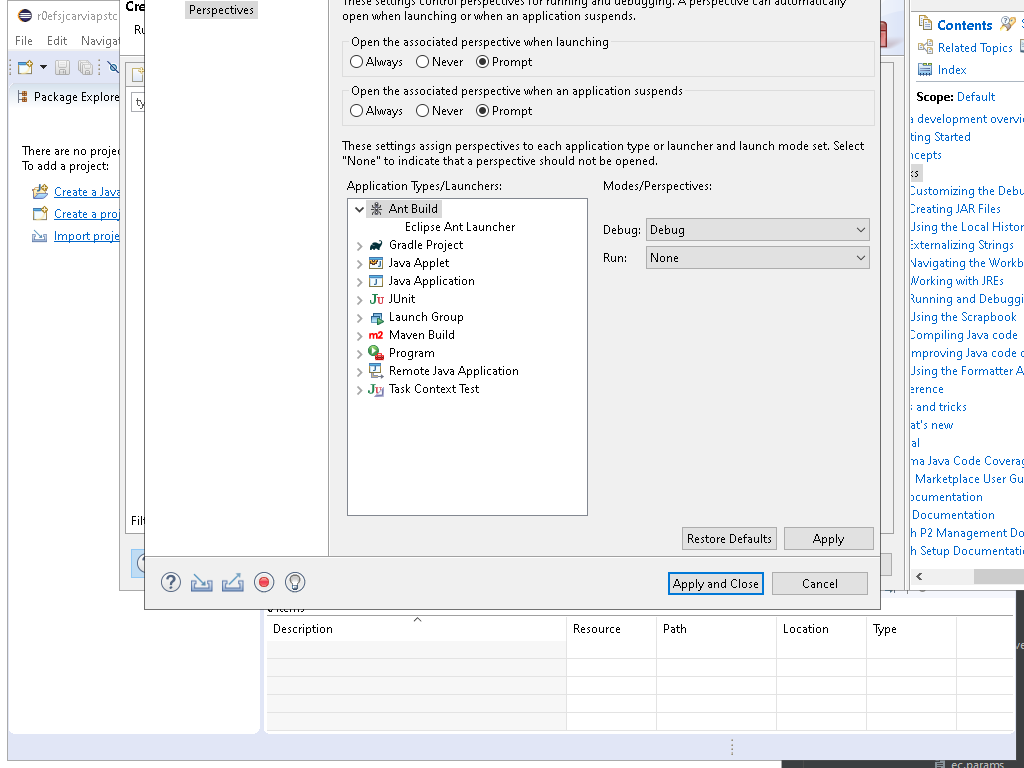 r0efsjcarviapstc
File Edit Navigat
Package Explore
There are no projec
To add a project:
Create a Java
Create a proj
Import proje
Cre
Ru
ty
Filt
Perspectives
These settings control perspectives for running and debugging. A perspective can automatically
open when launching or when an application suspends.
Open the associated perspective when launching
Always Never Prompt
Open the associated perspective when an application suspends
Always Never Prompt
These settings assign perspectives to each application type or launcher and launch mode set. Select
"None" to indicate that a perspective should not be opened.
Application Types/Launchers:
Modes/Perspectives:
Ant Build
Eclipse Ant Launcher
Gradle Project
Java Applet
Java Application
JUnit
Launch Group
Maven Build
Program
Remote Java Application
Task Context Test
Debug: Debug
Run: None
Restore Defaults Apply
Apply and Close Cancel
Contents
Related Topics
Index
Scope: Default
a development overvie
ting Started
ncepts
ks
Customizing the Debu
Creating JAR Files
Using the Local Histor
Externalizing Strings
Navigating the Workb
Working with JREs
Running and Debuggi
Using the Scrapbook
Compiling Java code
mproving Java code c
Using the Formatter A
erence
s and tricks
at's new
al
ma Java Code Coverag
Marketplace User Gu
ocumentation
Documentation
h P2 Management Do
h Setup Documentatio
0 items
Description Resource Path Location Type
ec.params